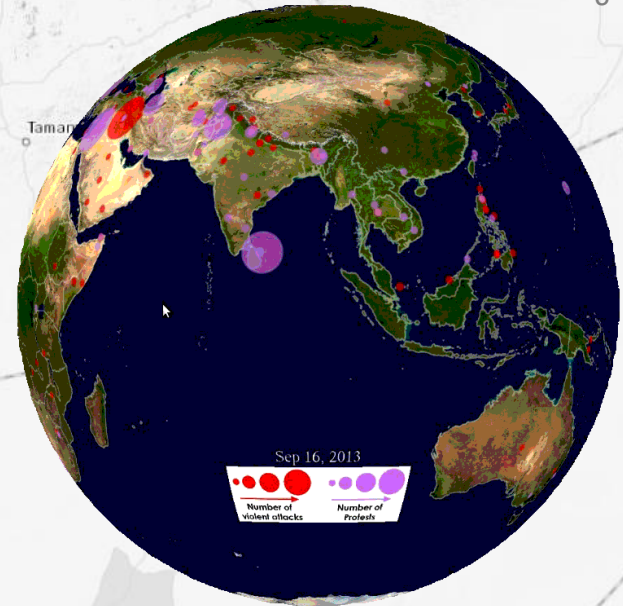 Taman
Sep 16, 2013
Number of
violent attacks
Number of
Protests